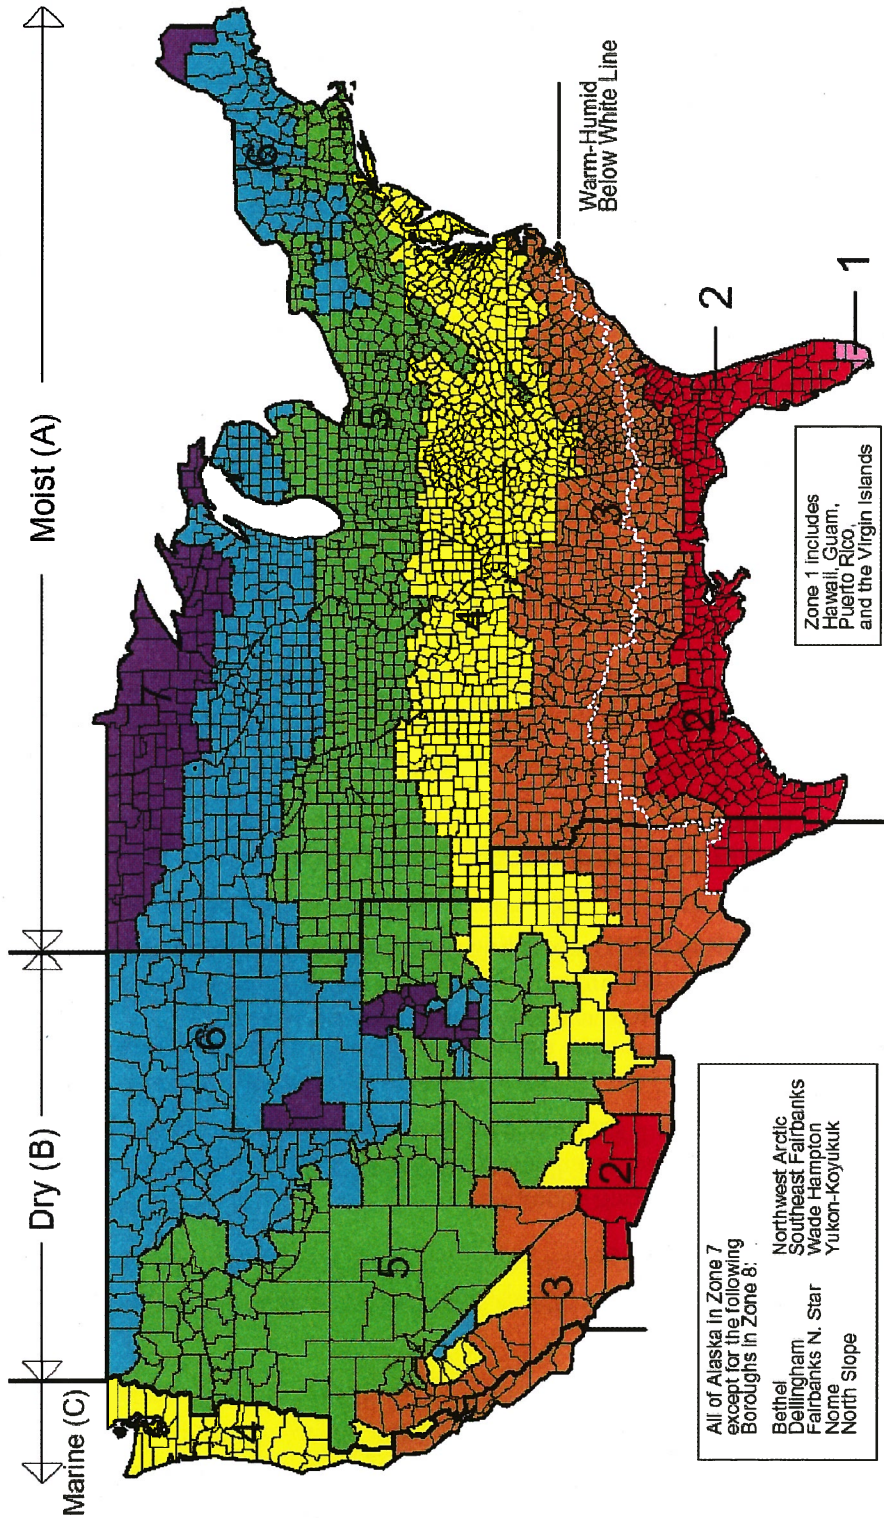 Marine (C)
Dry (B)
Moist (A)
7
6
4
6
5
5
4
3
Warm-Humid
Below White Line
3
2
2
2
1
All of Alaska in Zone 7
except for the following
Boroughs in Zone 8:
Bethel
Dellingham
Fairbanks N. Star
Nome
North Slope
Northwest Arctic
Southeast Fairbanks
Wade Hampton
Yukon-Koyukuk
Zone 1 includes
Hawaii, Guam,
Puerto Rico,
and the Virgin Islands